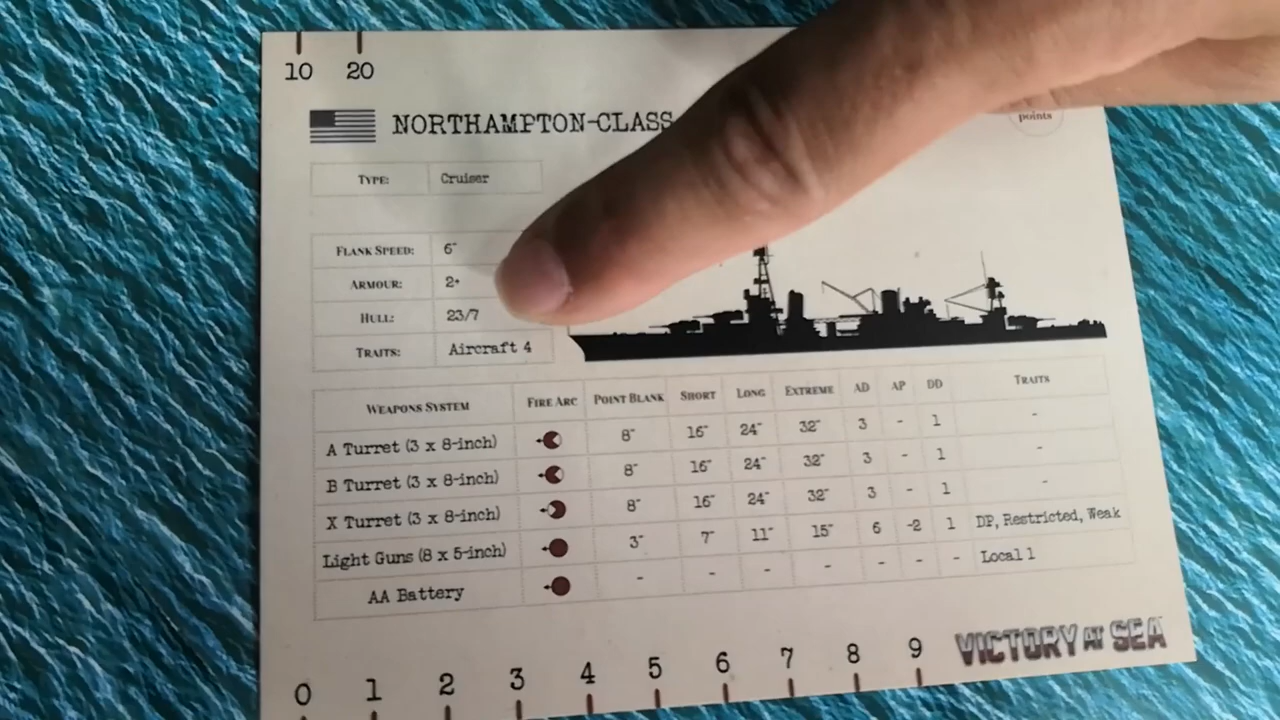 10 20
NORTHAMPTON-CLASS
points
TYPE: Cruiser
FLANK SPEED: 6"
ARMOUR: 2+
HULL: 23/7
TRAITS: Aircraft 4
WEAPONS SYSTEM FIRE ARC POINT BLANK SHORT LONG EXTREME AD AP DD TRAITS
A Turret (3 x 8-inch) 8" 16" 24" 32" 3 - 1 -
B Turret (3 x 8-inch) 8" 16" 24" 32" 3 - 1 -
X Turret (3 x 8-inch) 8" 16" 24" 32" 3 - 1 -
Light Guns (8 x 5-inch) 3" 7" 11" 15" 6 -2 1 DP, Restricted, Weak
AA Battery - - - - - - - Local 1
0 1 2 3 4 5 6 7 8 9
VICTORY AT SEA